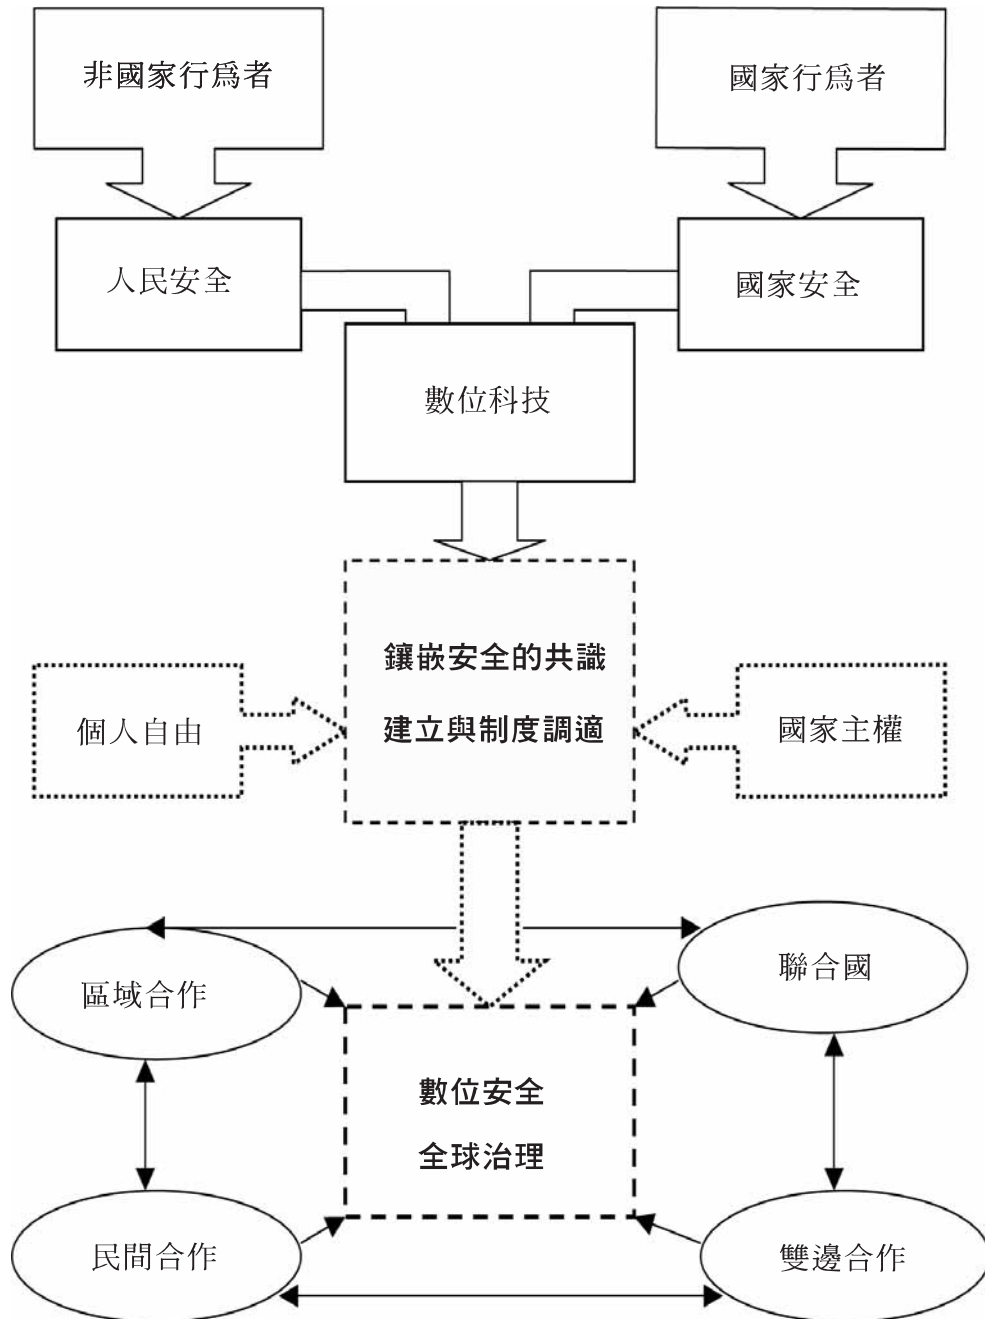 非國家行爲者
國家行爲者
人民安全
國家安全
數位科技
鑲嵌安全的共識
建立與制度調適
個人自由
國家主權
區域合作
聯合國
數位安全
全球治理
民間合作
雙邊合作